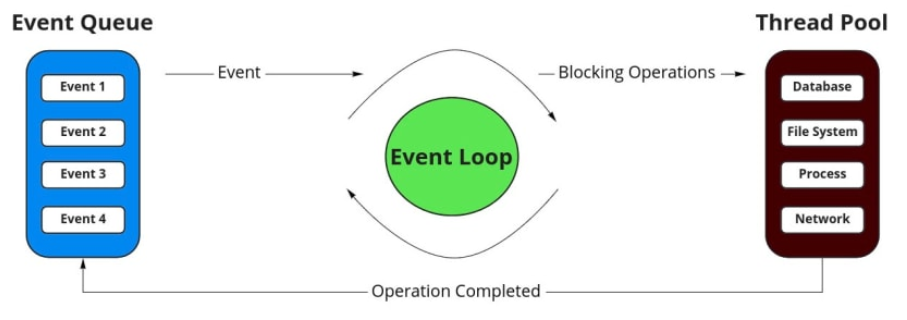 Event Queue
Thread Pool
Event 1
Event 2
Event 3
Event 4
Event
Event Loop
Blocking Operations
Database
File System
Process
Network
Operation Completed